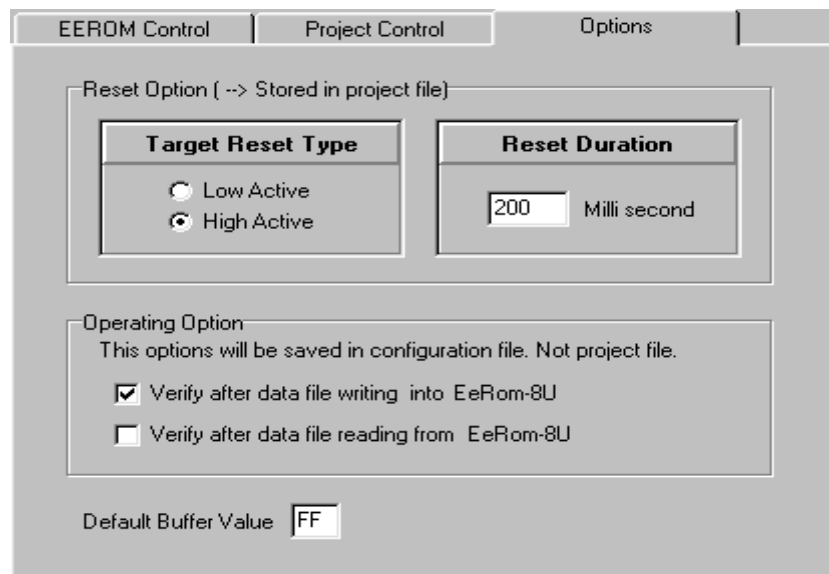 EEROM Control Project Control Options
Reset Option ( --> Stored in project file)
Target Reset Type Reset Duration
Low Active
High Active
200 Milli second
Operating Option
This options will be saved in configuration file. Not project file.
Verify after data file writing into EeRom-8U
Verify after data file reading from EeRom-8U
Default Buffer Value FF